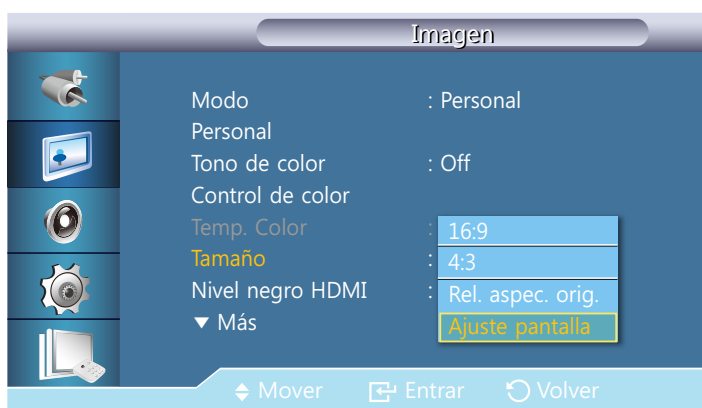 Imagen
Modo : Personal
Personal
Tono de color : Off
Control de color
Temp. Color :
16:9
Tamaño :
4:3
Nivel negro HDMI :
Rel. aspec. orig.
▼ Más
Ajuste pantalla
Mover Entrar Volver